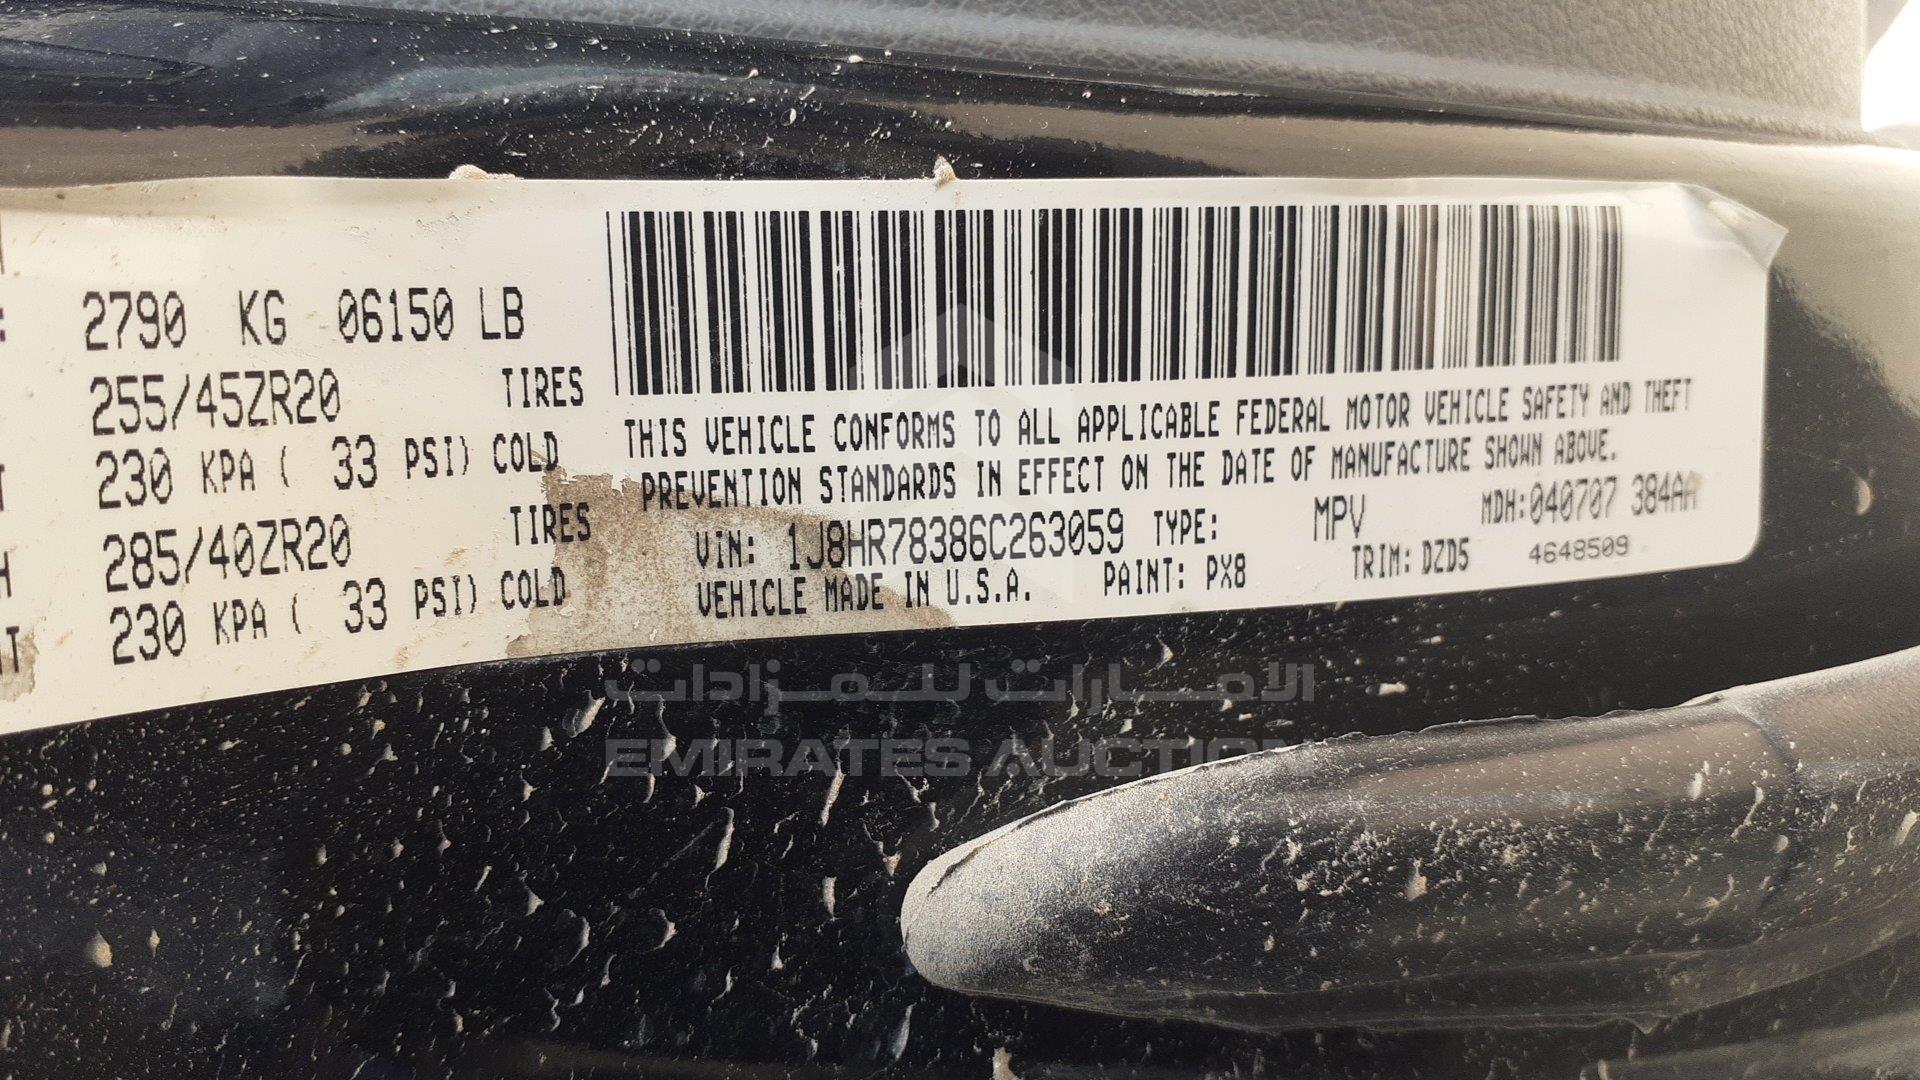 2790 KG 06150 LB
255/45ZR20 TIRES
230 KPA ( 33 PSI) COLD
285/40ZR20 TIRES
230 KPA ( 33 PSI) COLD
THIS VEHICLE CONFORMS TO ALL APPLICABLE FEDERAL MOTOR VEHICLE SAFETY AND THEFT
PREVENTION STANDARDS IN EFFECT ON THE DATE OF MANUFACTURE SHOWN ABOVE.
VIN: 1J8HR78386C263059 TYPE: MPV MDH:040707 384AA
VEHICLE MADE IN U.S.A. PAINT: PX8 TRIM: DZD5 4648509
الامارات للمزادات
EMIRATES AUCTION